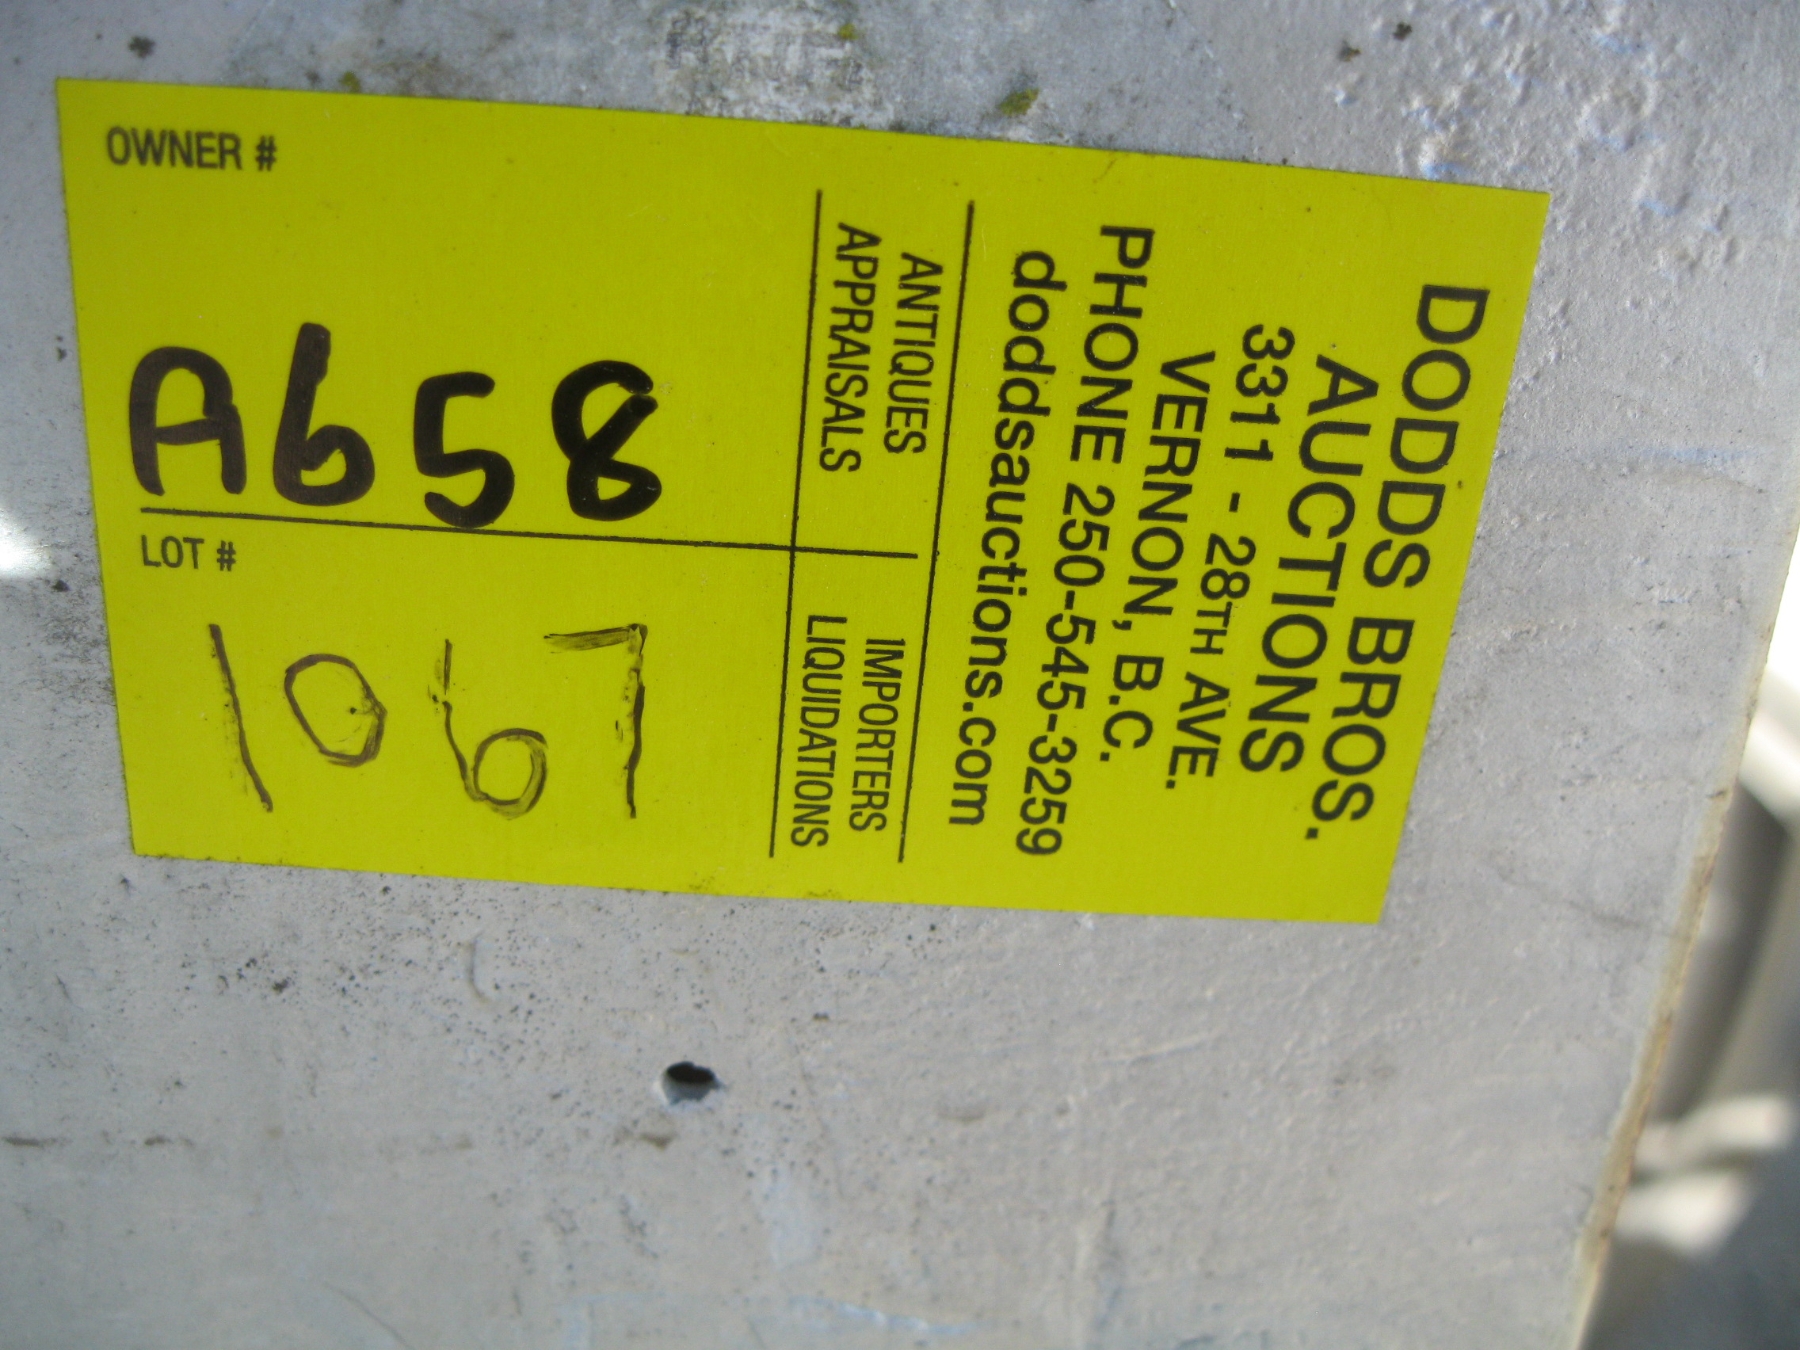 DODDS BROS.
AUCTIONS
3311 - 28TH AVE.
VERNON, B.C.
PHONE 250-545-3259
doddsauctions.com
ANTIQUES
APPRAISALS
IMPORTERS
LIQUIDATIONS
OWNER #
A658
LOT #
1067